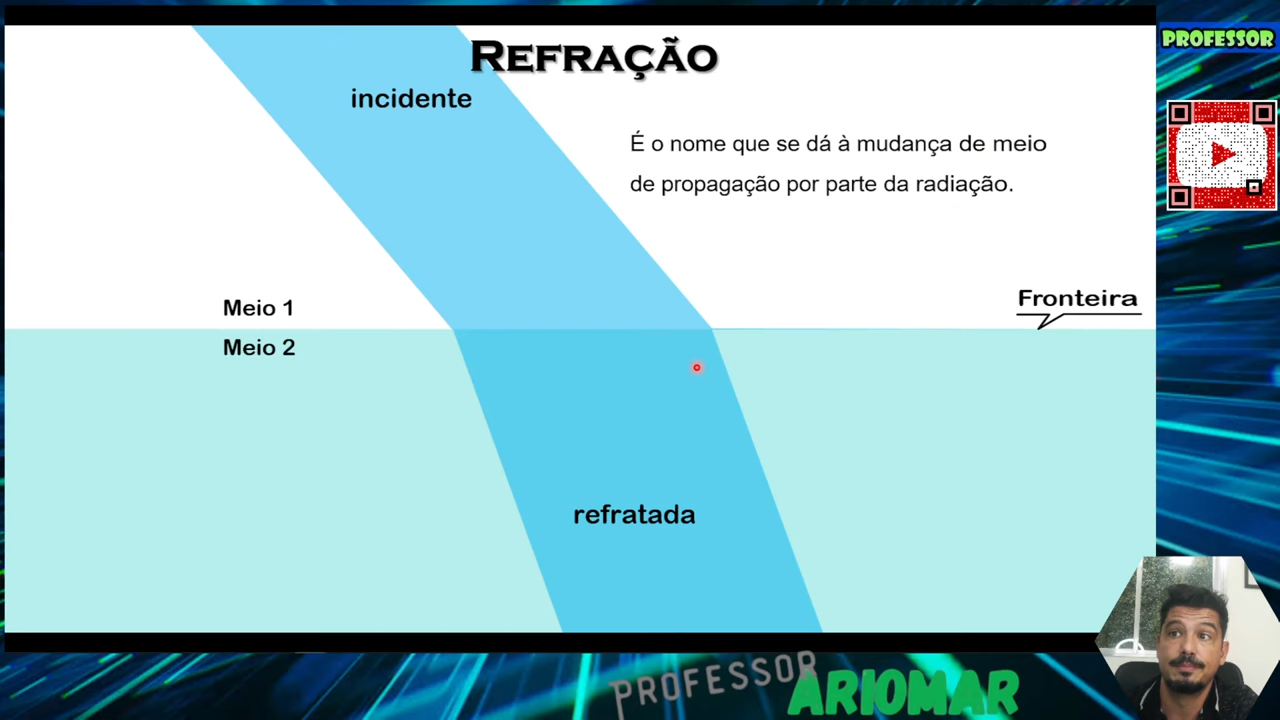 REFRAÇÃO
PROFESSOR
incidente
É o nome que se dá à mudança de meio
de propagação por parte da radiação.
Fronteira
Meio 1
Meio 2
refratada
PROFESSOR
ARIOMAR